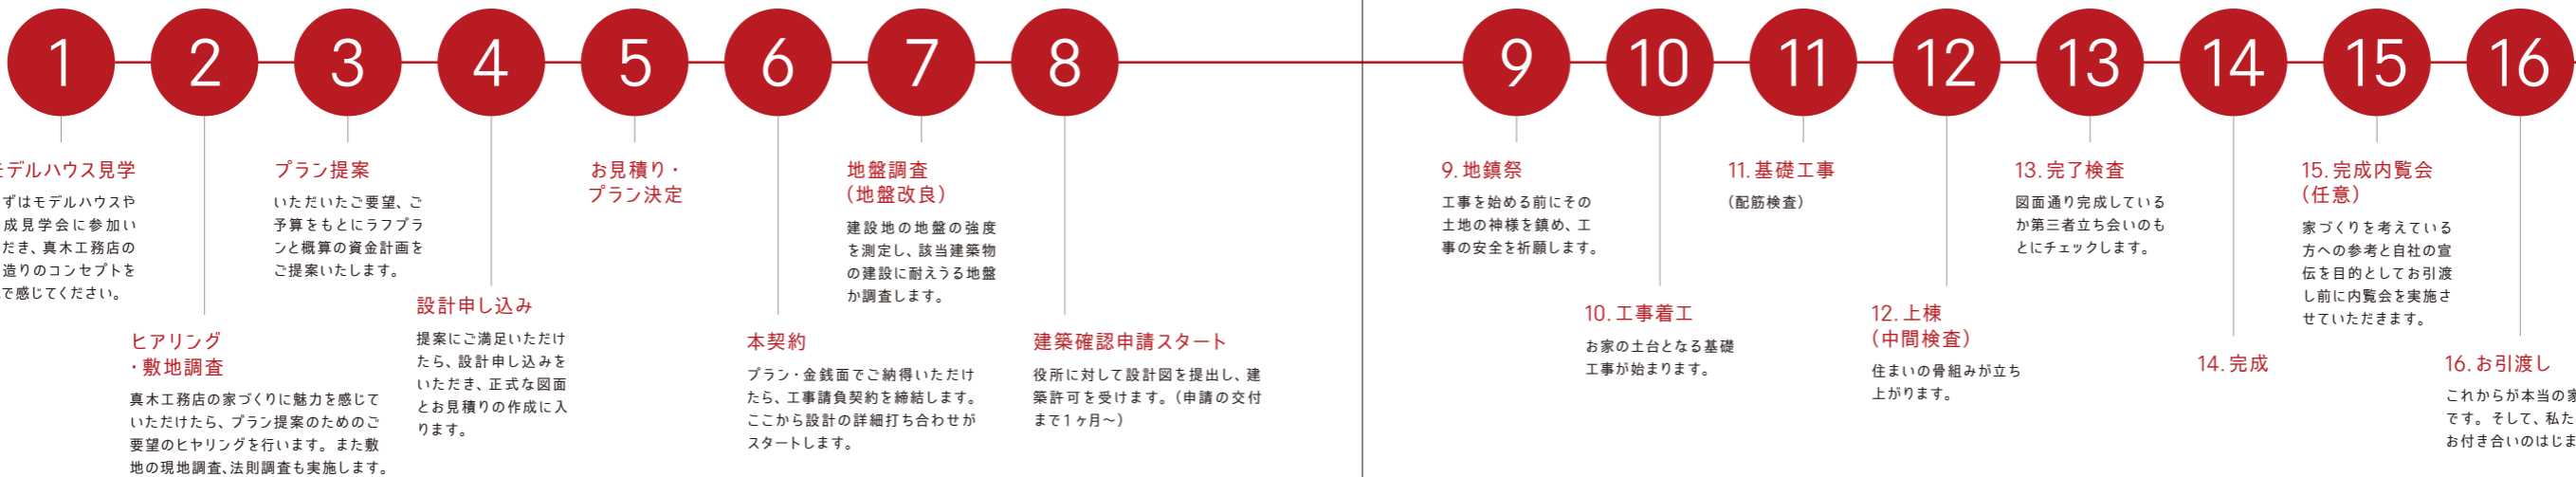 1
2
3
4
5
6
7
8
9
10
11
12
13
14
15
16
デルハウス見学
ずはモデルハウスや
成見学会に参加い
だき、真木工務店の
造りのコンセプトを
で感じてください。
ヒアリング
・敷地調査
真木工務店の家づくりに魅力を感じて
いただけたら、プラン提案のためのご
要望のヒヤリングを行います。また敷
地の現地調査、法則調査も実施します。
プラン提案
いただいたご要望、ご
予算をもとにラフプラ
ンと概算の資金計画を
ご提案いたします。
設計申し込み
提案にご満足いただけ
たら、設計申し込みを
いただき、正式な図面
とお見積りの作成に入
ります。
お見積り・
プラン決定
本契約
プラン・金銭面でご納得いただけ
たら、工事請負契約を締結します。
ここから設計の詳細打ち合わせが
スタートします。
地盤調査
(地盤改良)
建設地の地盤の強度
を測定し、該当建築物
の建設に耐えうる地盤
か調査します。
建築確認申請スタート
役所に対して設計図を提出し、建
築許可を受けます。(申請の交付
まで1ヶ月〜)
9.地鎮祭
工事を始める前にその
土地の神様を鎮め、工
事の安全を祈願します。
10.工事着工
お家の土台となる基礎
工事が始まります。
11.基礎工事
(配筋検査)
12.上棟
(中間検査)
住まいの骨組みが立ち
上がります。
13.完了検査
図面通り完成している
か第三者立ち会いのも
とにチェックします。
14.完成
15.完成内覧会
(任意)
家づくりを考えている
方への参考と自社の宣
伝を目的としてお引渡
し前に内覧会を実施さ
せていただきます。
16.お引渡し
これからが本当の家
です。そして、私た
お付き合いのはじま